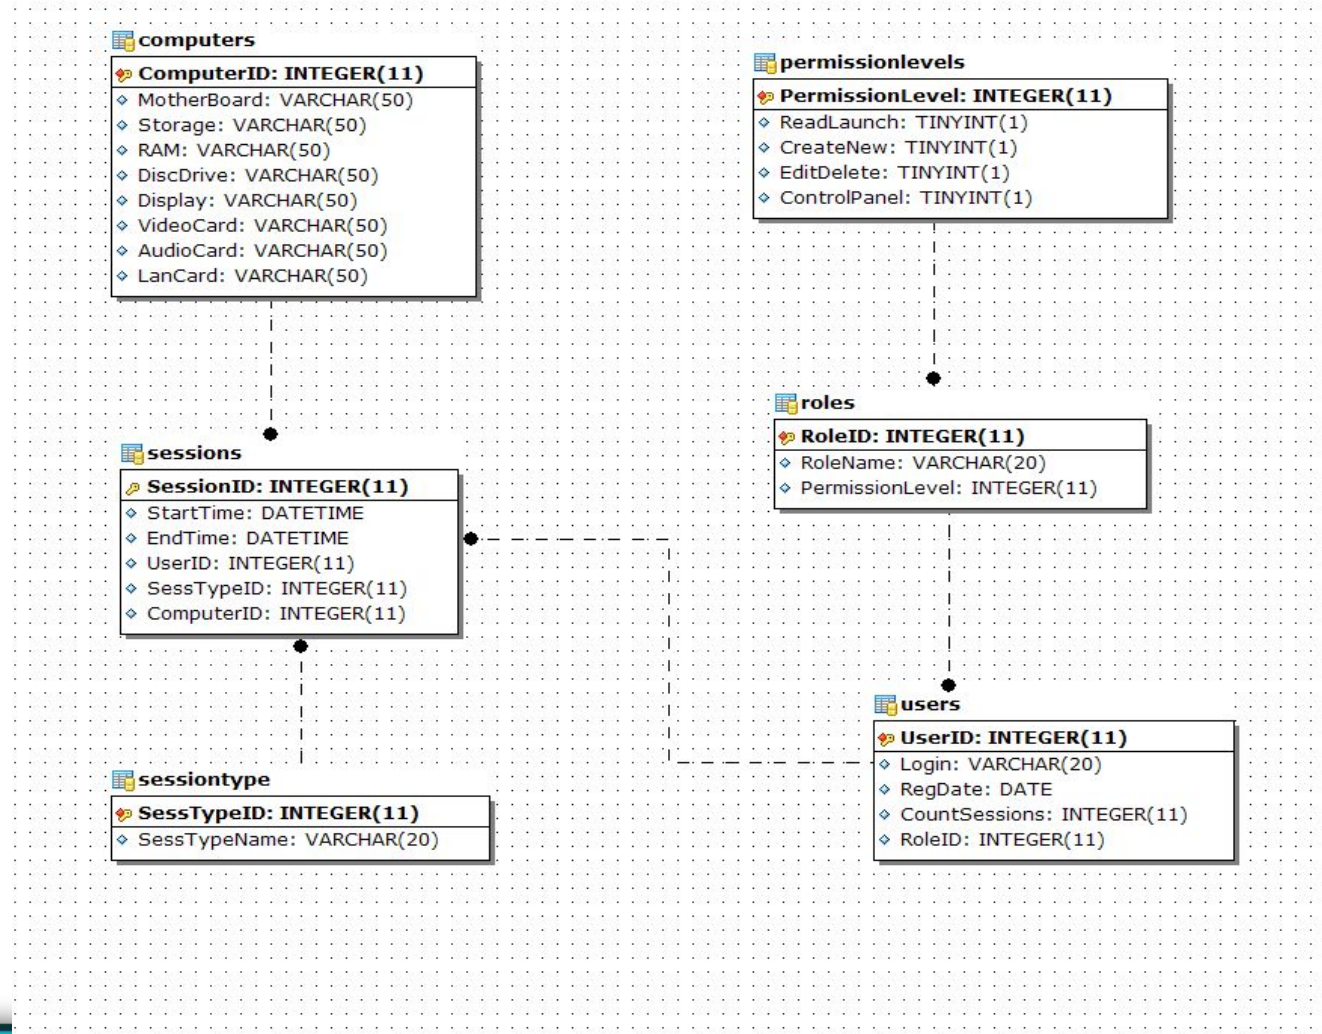 computers
ComputerID: INTEGER(11)
MotherBoard: VARCHAR(50)
Storage: VARCHAR(50)
RAM: VARCHAR(50)
DiscDrive: VARCHAR(50)
Display: VARCHAR(50)
VideoCard: VARCHAR(50)
AudioCard: VARCHAR(50)
LanCard: VARCHAR(50)
permissionlevels
PermissionLevel: INTEGER(11)
ReadLaunch: TINYINT(1)
CreateNew: TINYINT(1)
EditDelete: TINYINT(1)
ControlPanel: TINYINT(1)
sessions
SessionID: INTEGER(11)
StartTime: DATETIME
EndTime: DATETIME
UserID: INTEGER(11)
SessTypeID: INTEGER(11)
ComputerID: INTEGER(11)
roles
RoleID: INTEGER(11)
RoleName: VARCHAR(20)
PermissionLevel: INTEGER(11)
sessiontype
SessTypeID: INTEGER(11)
SessTypeName: VARCHAR(20)
users
UserID: INTEGER(11)
Login: VARCHAR(20)
RegDate: DATE
CountSessions: INTEGER(11)
RoleID: INTEGER(11)